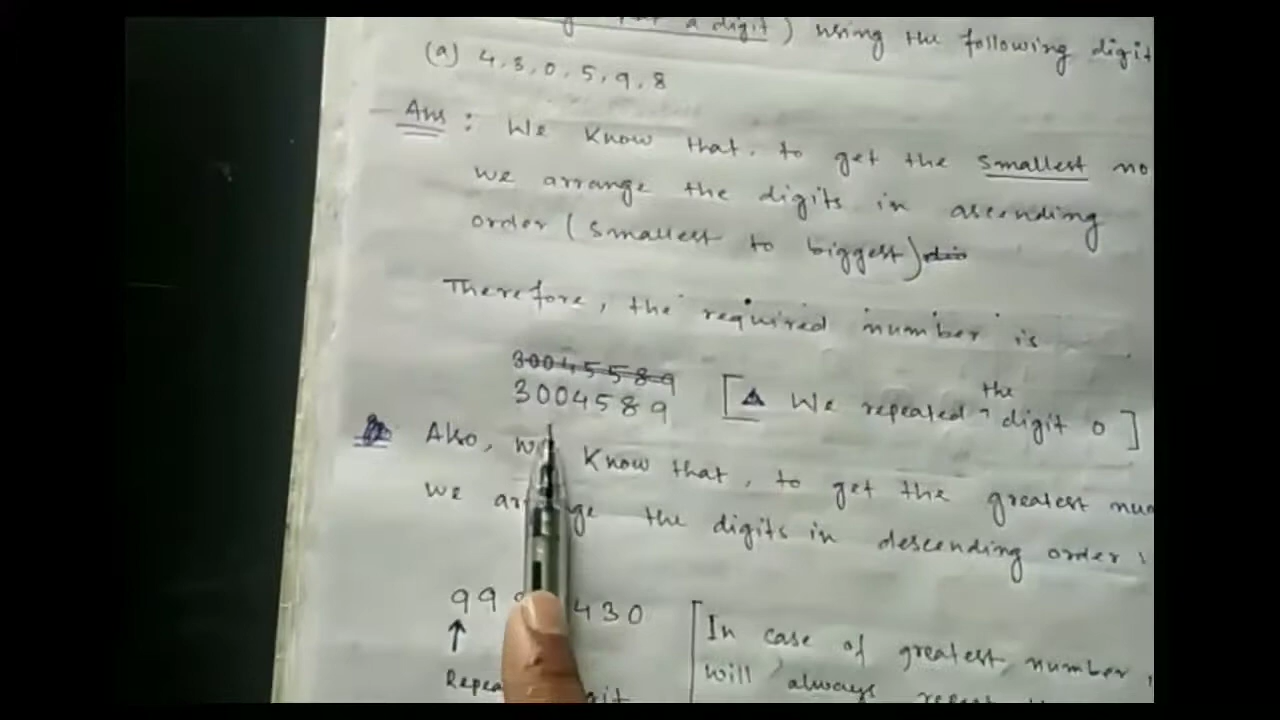 a digit) using the following digit
(a) 4, 3, 0, 5, 9, 8
Ans : We know that, to get the smallest no
we arrange the digits in ascending
order (smallest to biggest)
Therefore, the required number is
30045589
3004589 [ We repeated the digit 0 ]
Also, we know that, to get the greatest num
we arrange the digits in descending order
99 430
In case of greatest number
will always repeat